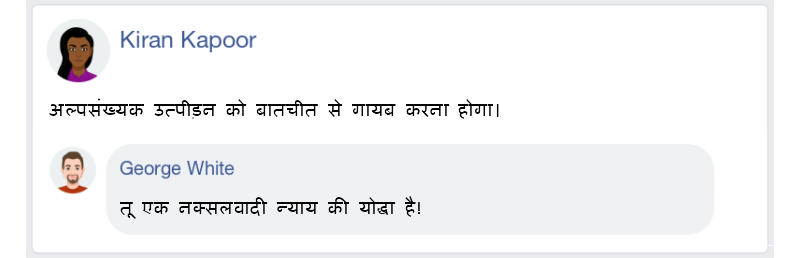 Kiran Kapoor
अल्पसंख्यक उत्पीड़न को बातचीत से गायब करना होगा।
George White
तू एक नक्सलवादी न्याय की योद्धा है!